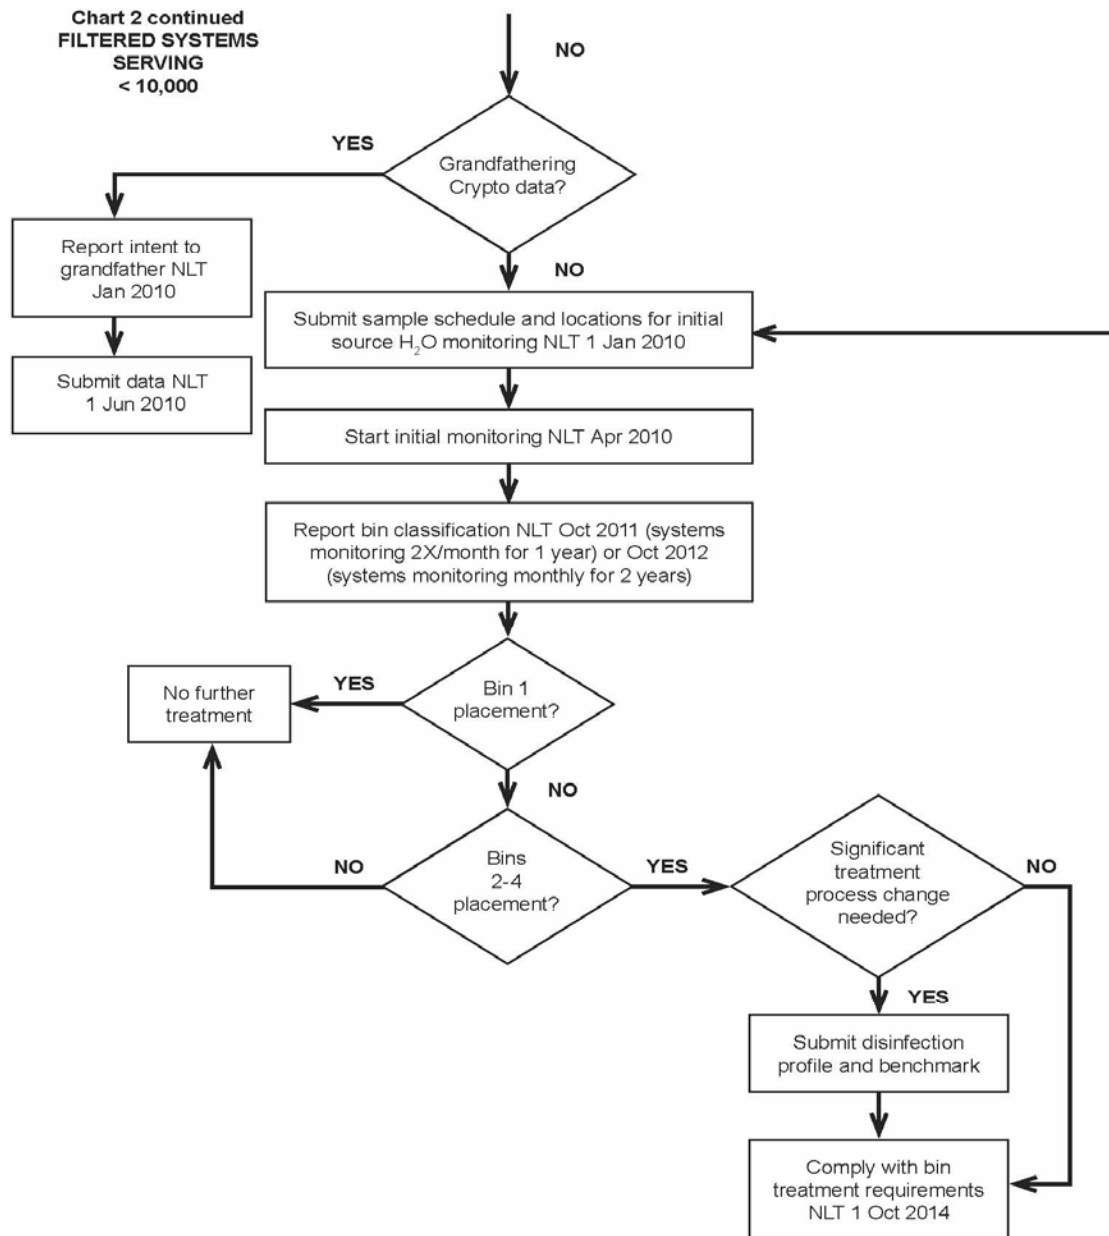 Chart 2 continued
FILTERED SYSTEMS
SERVING
< 10,000
NO
YES
Grandfathering
Crypto data?
Report intent to
grandfather NLT
Jan 2010
NO
Submit sample schedule and locations for initial
source H₂O monitoring NLT 1 Jan 2010
Submit data NLT
1 Jun 2010
Start initial monitoring NLT Apr 2010
Report bin classification NLT Oct 2011 (systems
monitoring 2X/month for 1 year) or Oct 2012
(systems monitoring monthly for 2 years)
No further
treatment
YES
Bin 1
placement?
NO
NO
Bins
2-4
placement?
YES
Significant
treatment
process change
needed?
NO
YES
Submit disinfection
profile and benchmark
Comply with bin
treatment requirements
NLT 1 Oct 2014